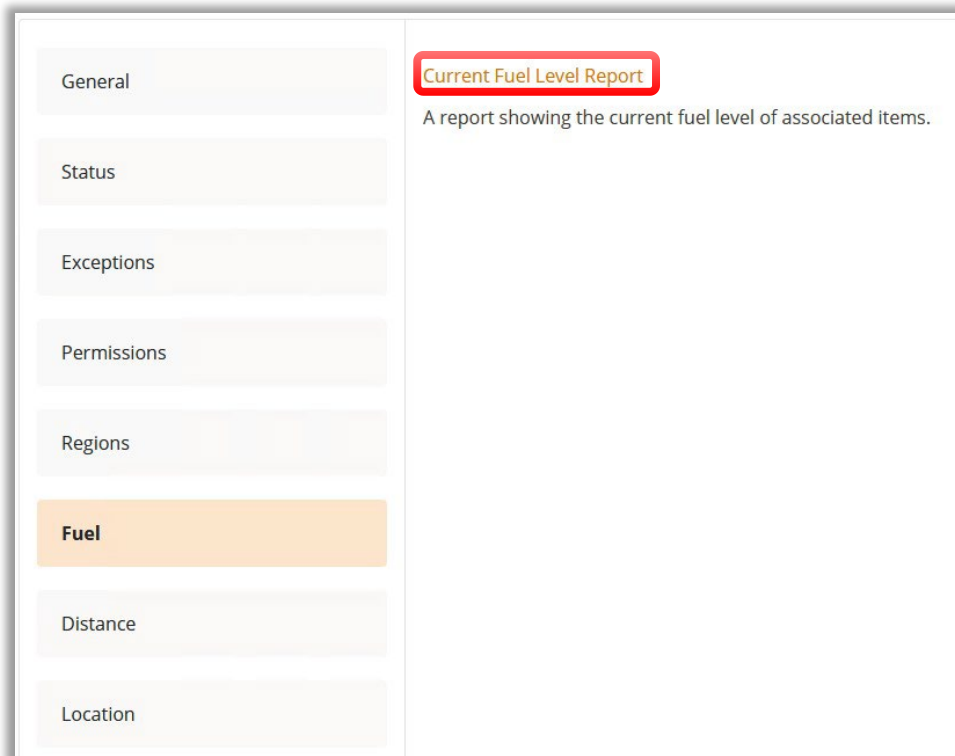 General
Status
Exceptions
Permissions
Regions
Fuel
Distance
Location
Current Fuel Level Report
A report showing the current fuel level of associated items.